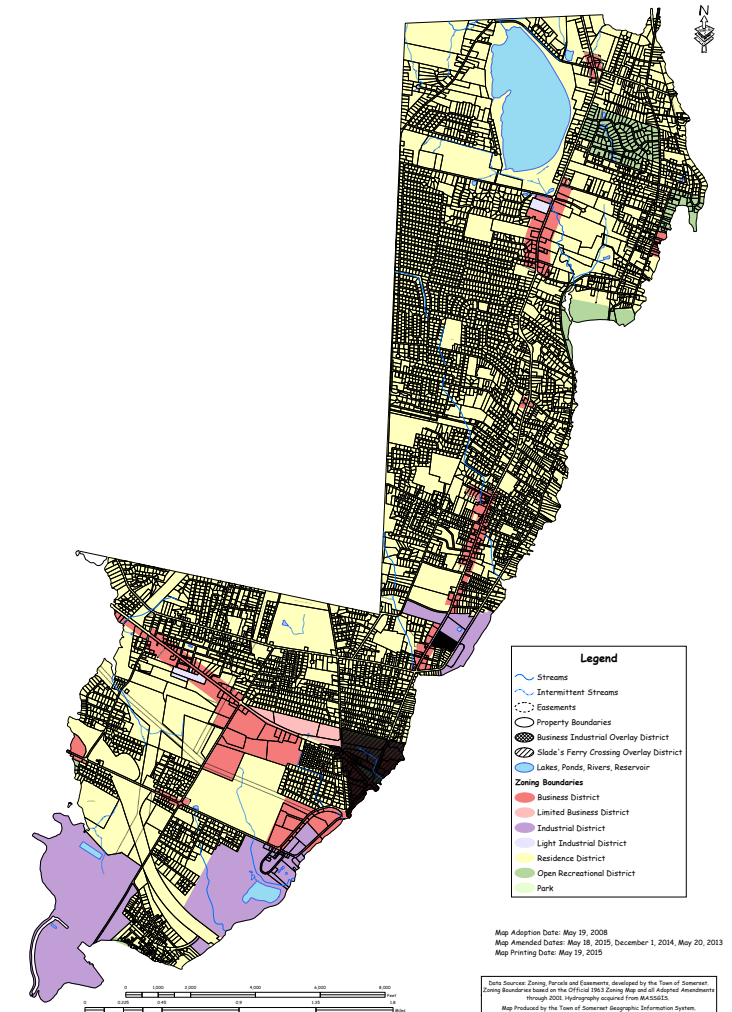 N
Legend
Streams
Intermittent Streams
Easements
Property Boundaries
Business Industrial Overlay District
Slade's Ferry Crossing Overlay District
Lakes, Ponds, Rivers, Reservoir
Zoning Boundaries
Business District
Limited Business District
Industrial District
Light Industrial District
Residence District
Open Recreational District
Park
Map Adoption Date: May 19, 2008
Map Amended Dates: May 18, 2015, December 1, 2014, May 20, 2013
Map Printing Date: May 19, 2015
Data Sources: Zoning, Parcels and Easements, developed by the Town of Somerset.
Zoning Boundaries based on the Official 1963 Zoning Map and all Adopted Amendments
through 2001. Hydrography acquired from MASSGIS.
Map Produced by the Town of Somerset Geographic Information System.
0 1,000 2,000 4,000 6,000 8,000
Feet
0 0.225 0.45 0.9 1.35 1.8
Miles